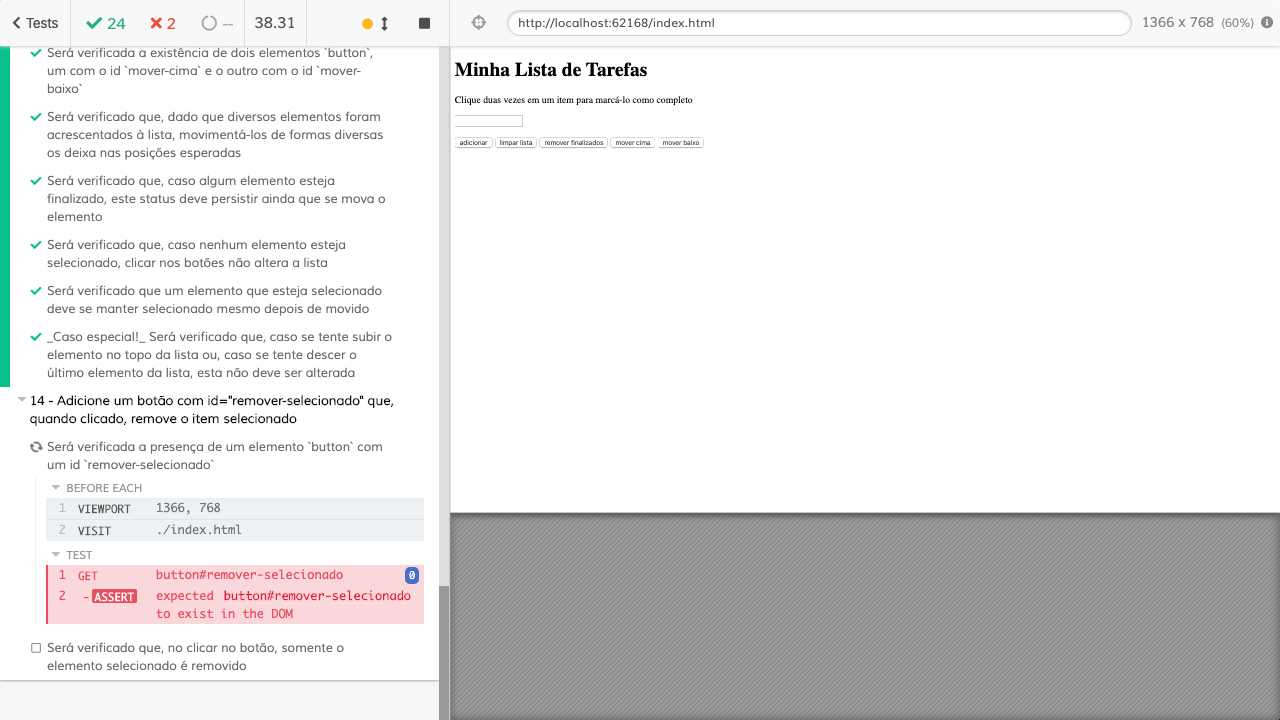 Tests
24
2
--
38.31
http://localhost:62168/index.html
1366 x 768 (60%)
Será verificada a existência de dois elementos `button`,
um com o id `mover-cima` e o outro com o id `mover-
baixo`
Será verificado que, dado que diversos elementos foram
acrescentados à lista, movimentá-los de formas diversas
os deixa nas posições esperadas
Será verificado que, caso algum elemento esteja
finalizado, este status deve persistir ainda que se mova o
elemento
Será verificado que, caso nenhum elemento esteja
selecionado, clicar nos botões não altera a lista
Será verificado que um elemento que esteja selecionado
deve se manter selecionado mesmo depois de movido
_Caso especial!_ Será verificado que, caso se tente subir o
elemento no topo da lista ou, caso se tente descer o
último elemento da lista, esta não deve ser alterada
14 - Adicione um botão com id="remover-selecionado" que,
quando clicado, remove o item selecionado
Será verificada a presença de um elemento `button` com
um id `remover-selecionado`
BEFORE EACH
1 VIEWPORT 1366, 768
2 VISIT ./index.html
TEST
1 GET button#remover-selecionado 0
2 -ASSERT expected button#remover-selecionado
to exist in the DOM
Será verificado que, no clicar no botão, somente o
elemento selecionado é removido
Minha Lista de Tarefas
Clique duas vezes em um item para marcá-lo como completo
adicionar limpar lista remover finalizados mover cima mover baixo